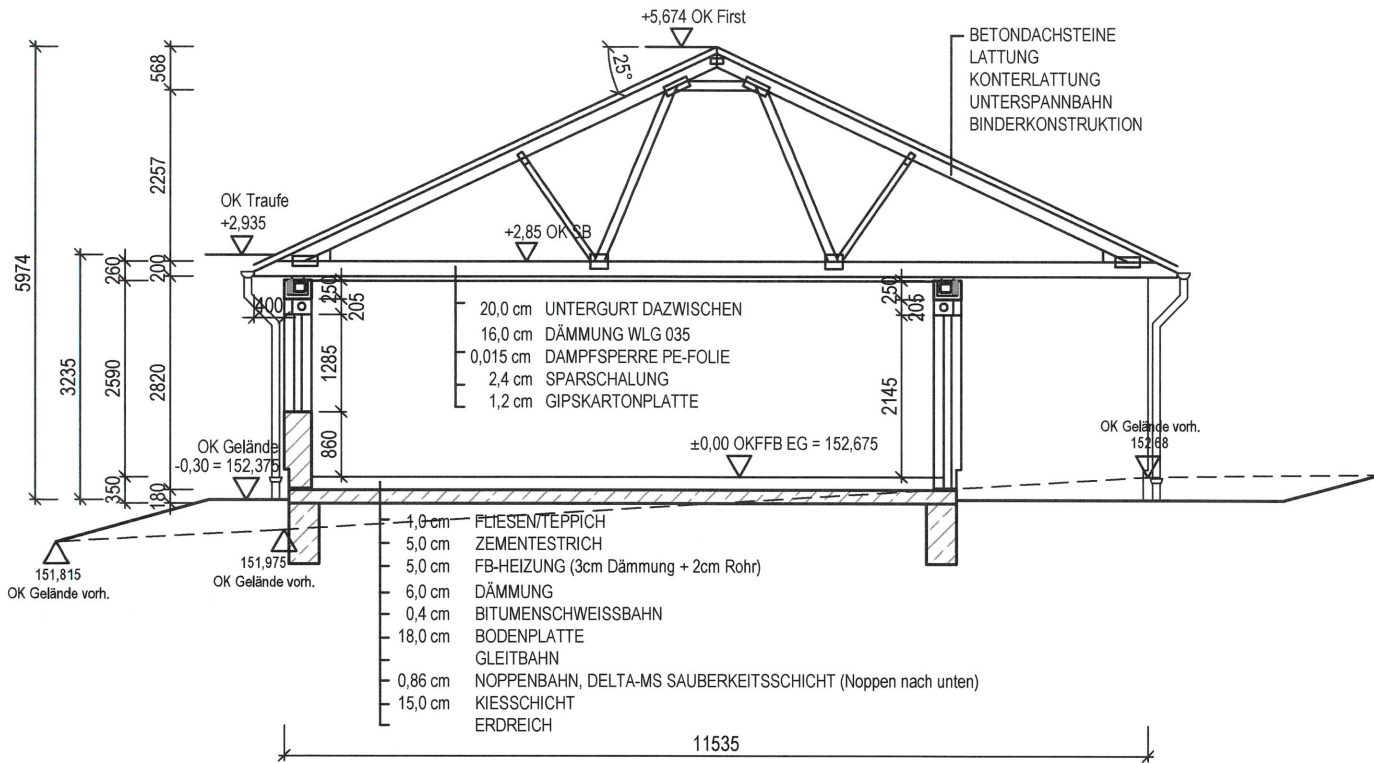 +5,674 OK First
25°
BETONDACHSTEINE
LATTUNG
KONTERLATTUNG
UNTERSPANNBAHN
BINDERKONSTRUKTION
568
2257
OK Traufe
+2,935
+2,85 OK SB
5974
3235
260
200
2590
2820
350
180
400
250
205
1285
860
250
205
2145
20,0 cm UNTERGURT DAZWISCHEN
16,0 cm DÄMMUNG WLG 035
0,015 cm DAMPFSPERRE PE-FOLIE
2,4 cm SPARSCHALUNG
1,2 cm GIPSKARTONPLATTE
±0,00 OKFFB EG = 152,675
OK Gelände vorh.
152,68
OK Gelände
-0,30 = 152,375
151,815
OK Gelände vorh.
151,975
OK Gelände vorh.
1,0 cm FLIESEN/TEPPICH
5,0 cm ZEMENTESTRICH
5,0 cm FB-HEIZUNG (3cm Dämmung + 2cm Rohr)
6,0 cm DÄMMUNG
0,4 cm BITUMENSCHWEISSBAHN
18,0 cm BODENPLATTE
GLEITBAHN
0,86 cm NOPPENBAHN, DELTA-MS SAUBERKEITSSCHICHT (Noppen nach unten)
15,0 cm KIESSCHICHT
ERDREICH
11535